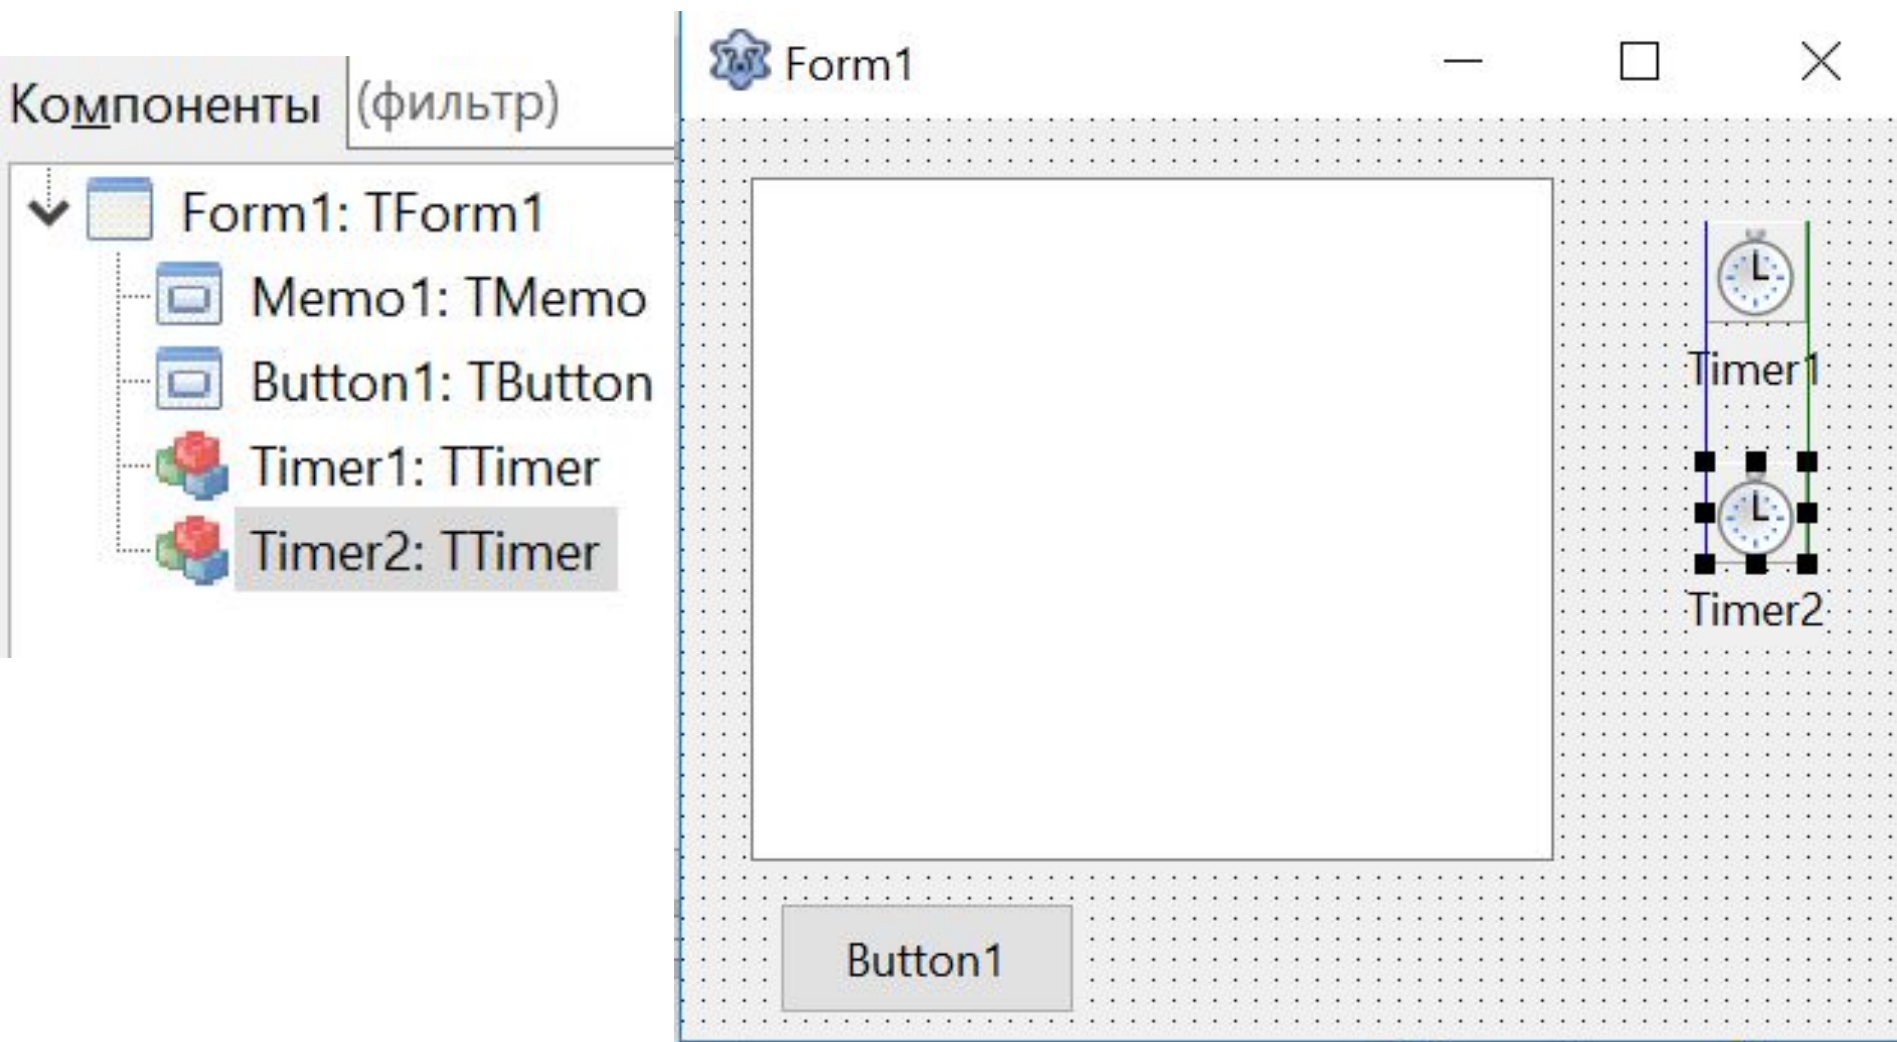 Компоненты (фильтр)
Form1: TForm1
Memo1: TMemo
Button1: TButton
Timer1: TTimer
Timer2: TTimer
Form1
Timer1
Timer2
Button1